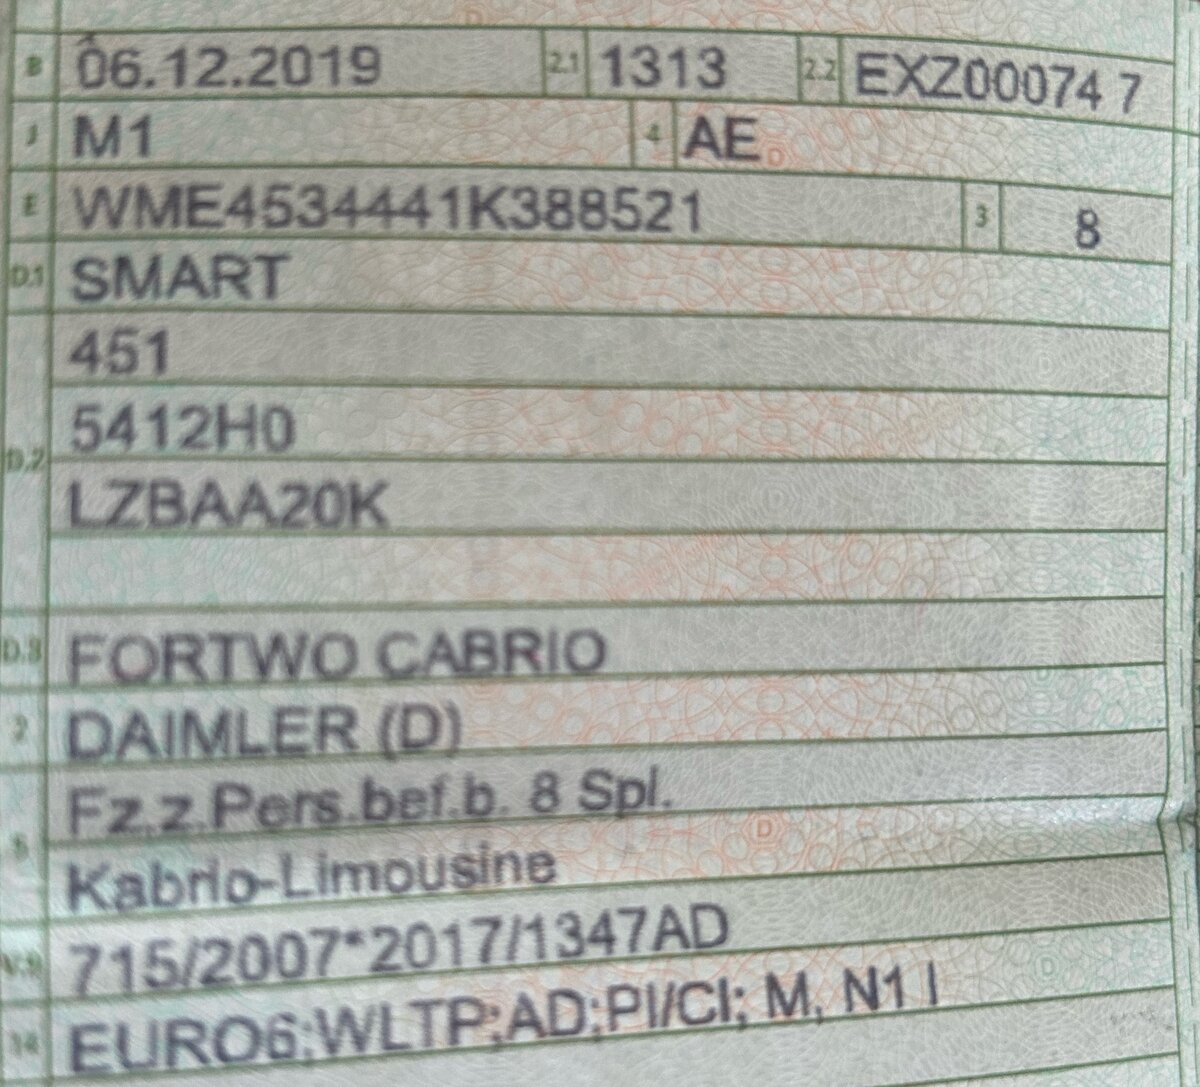 B 06.12.2019 2.1 1313 2.2 EXZ00074 7
J M1 4 AE
E WME4534441K388521 3 8
D.1 SMART
451
5412H0
D.2
LZBAA20K
D.3 FORTWO CABRIO
2 DAIMLER (D)
Fz.z.Pers.bef.b. 8 Spl.
5 Kabrio-Limousine
V.9 715/2007*2017/1347AD
14 EURO6;WLTP;AD;PI/CI; M, N1 I